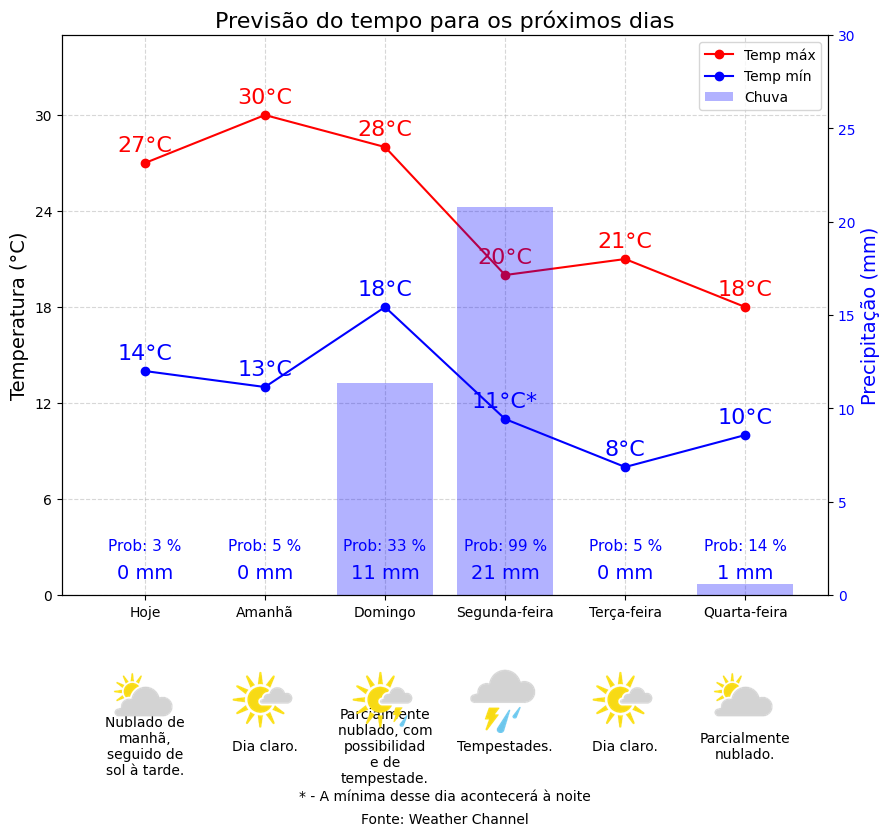 Previsão do tempo para os próximos dias
Temp máx
Temp mín
Chuva
Temperatura (°C)
Precipitação (mm)
30
24
18
12
6
0
30
25
20
15
10
5
0
27°C
30°C
28°C
20°C
21°C
18°C
14°C
13°C
18°C
11°C*
8°C
10°C
Prob: 3 %
Prob: 5 %
Prob: 33 %
Prob: 99 %
Prob: 5 %
Prob: 14 %
0 mm
0 mm
11 mm
21 mm
0 mm
1 mm
Hoje
Amanhã
Domingo
Segunda-feira
Terça-feira
Quarta-feira
Nublado de
manhã,
seguido de
sol à tarde.
Dia claro.
Parcialmente
nublado, com
possibilidad
e de
tempestade.
Tempestades.
Dia claro.
Parcialmente
nublado.
* - A mínima desse dia acontecerá à noite
Fonte: Weather Channel